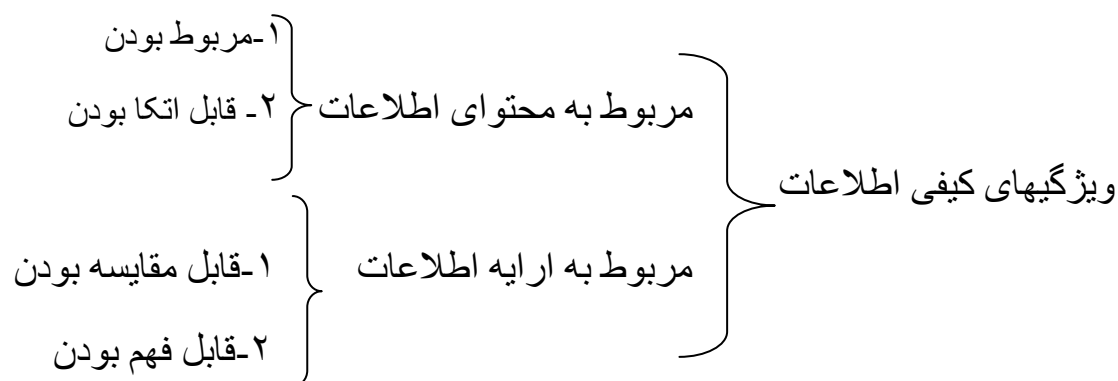 ویژگیهای کیفی اطلاعات
مربوط به محتوای اطلاعات
۱-مربوط بودن
۲- قابل اتکا بودن
مربوط به ارایه اطلاعات
۱-قابل مقایسه بودن
۲-قابل فهم بودن